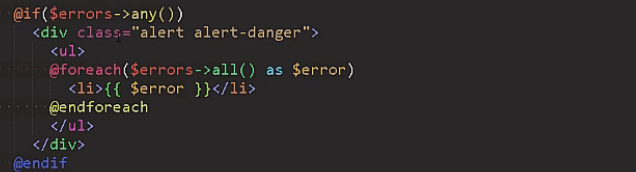 @if($errors->any())
<div class="alert alert-danger">
<ul>
@foreach($errors->all() as $error)
<li>{{ $error }}</li>
@endforeach
</ul>
</div>
@endif